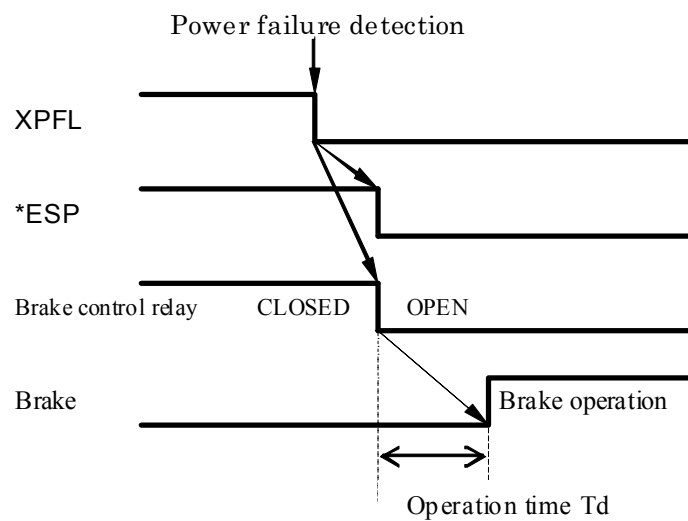 Power failure detection
XPFL
*ESP
Brake control relay CLOSED OPEN
Brake Brake operation
Operation time Td